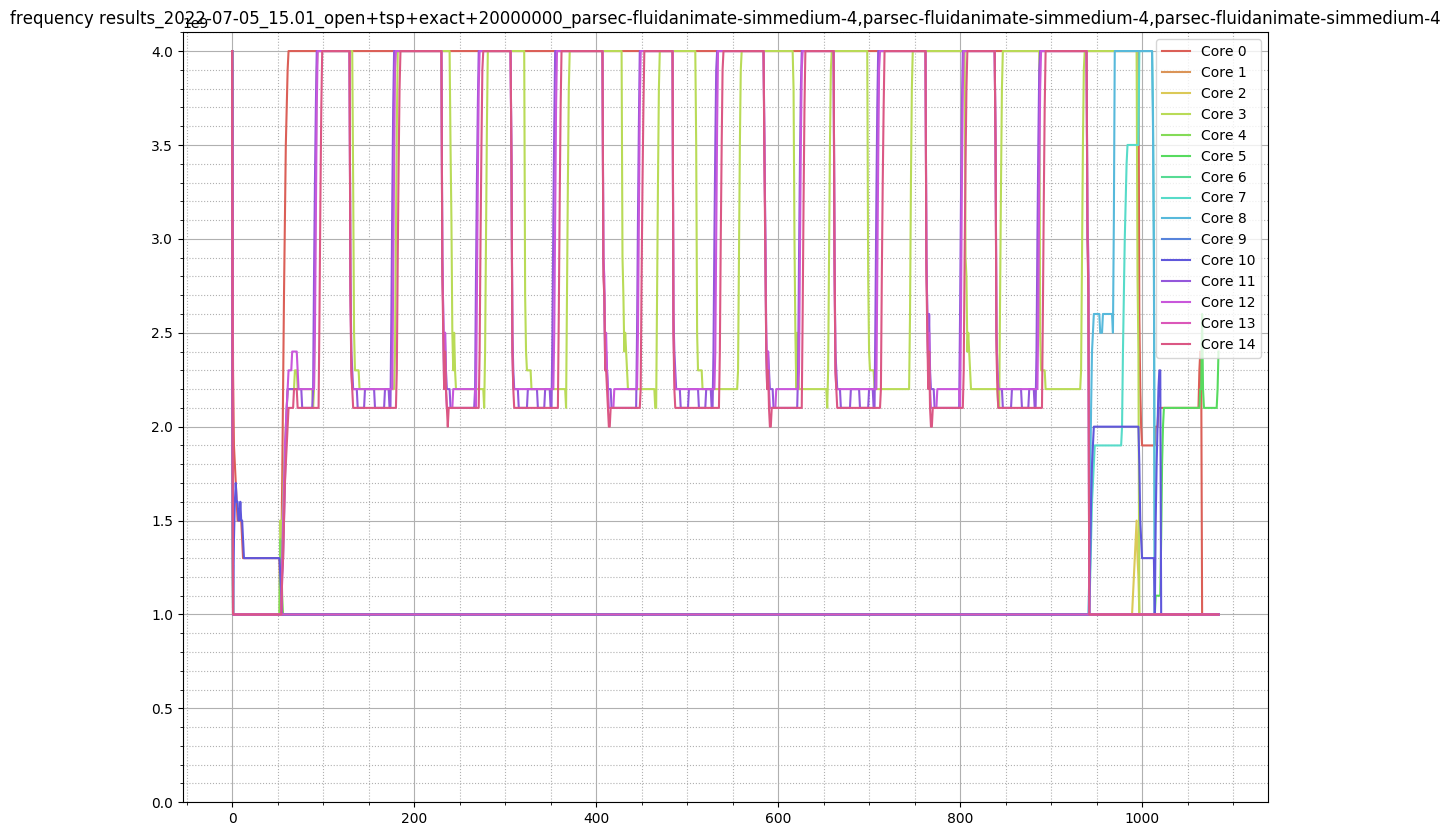 frequency results_2022-07-05_15.01_open+tsp+exact+20000000_parsec-fluidanimate-simmedium-4,parsec-fluidanimate-simmedium-4,parsec-fluidanimate-simmedium-4
1e9
4.0
3.5
3.0
2.5
2.0
1.5
1.0
0.5
0.0
0 200 400 600 800 1000
Core 0
Core 1
Core 2
Core 3
Core 4
Core 5
Core 6
Core 7
Core 8
Core 9
Core 10
Core 11
Core 12
Core 13
Core 14